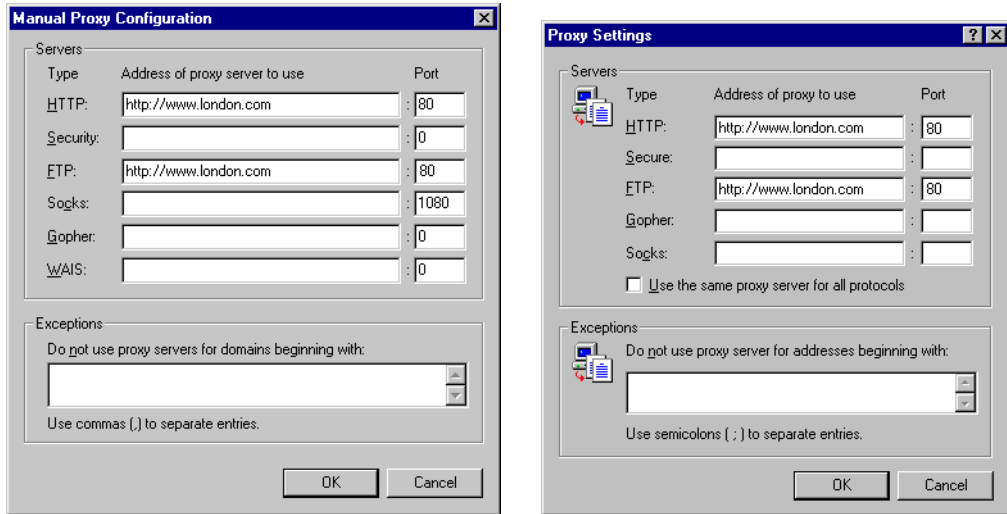 Manual Proxy Configuration
Servers
Type Address of proxy server to use Port
HTTP: http://www.london.com : 80
Security: : 0
FTP: http://www.london.com : 80
Socks: : 1080
Gopher: : 0
WAIS: : 0
Exceptions
Do not use proxy servers for domains beginning with:
Use commas (,) to separate entries.
OK Cancel
Proxy Settings
Servers
Type Address of proxy to use Port
HTTP: http://www.london.com : 80
Secure: :
FTP: http://www.london.com : 80
Gopher: :
Socks: :
Use the same proxy server for all protocols
Exceptions
Do not use proxy server for addresses beginning with:
Use semicolons ( ; ) to separate entries.
OK Cancel